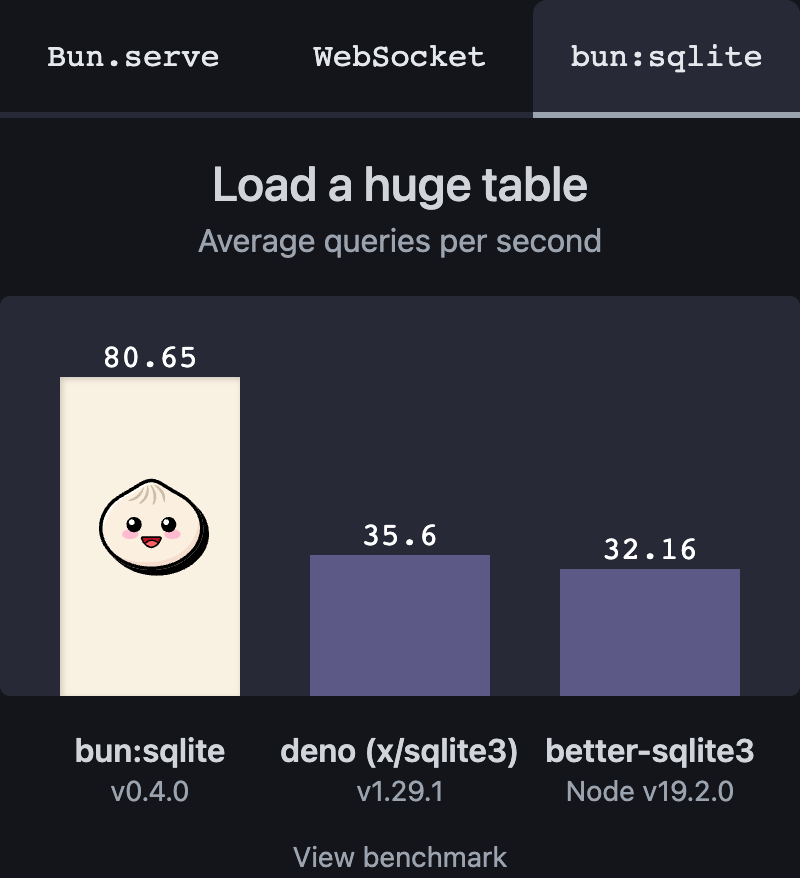 Bun.serve WebSocket bun:sqlite
Load a huge table
Average queries per second
80.65
35.6
32.16
bun:sqlite deno (x/sqlite3) better-sqlite3
v0.4.0 v1.29.1 Node v19.2.0
View benchmark